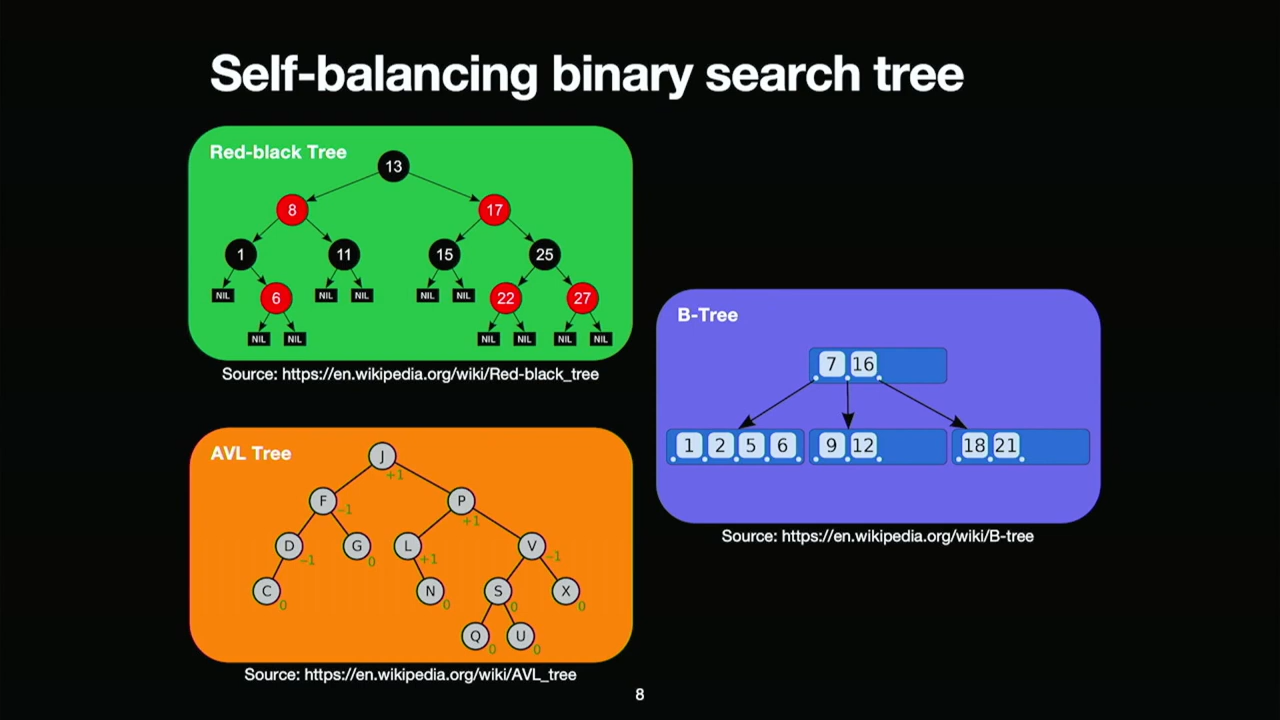 Self-balancing binary search tree
Red-black Tree
13
8 17
1 11 15 25
NIL 6 NIL NIL NIL NIL 22 27
NIL NIL NIL NIL NIL NIL
Source: https://en.wikipedia.org/wiki/Red-black_tree
AVL Tree
J
+1
F P
-1 +1
D G L V
-1 0 +1 -1
C N S X
0 0 0 0
Q U
0 0
Source: https://en.wikipedia.org/wiki/AVL_tree
B-Tree
7 16
1 2 5 6 9 12 18 21
Source: https://en.wikipedia.org/wiki/B-tree
8